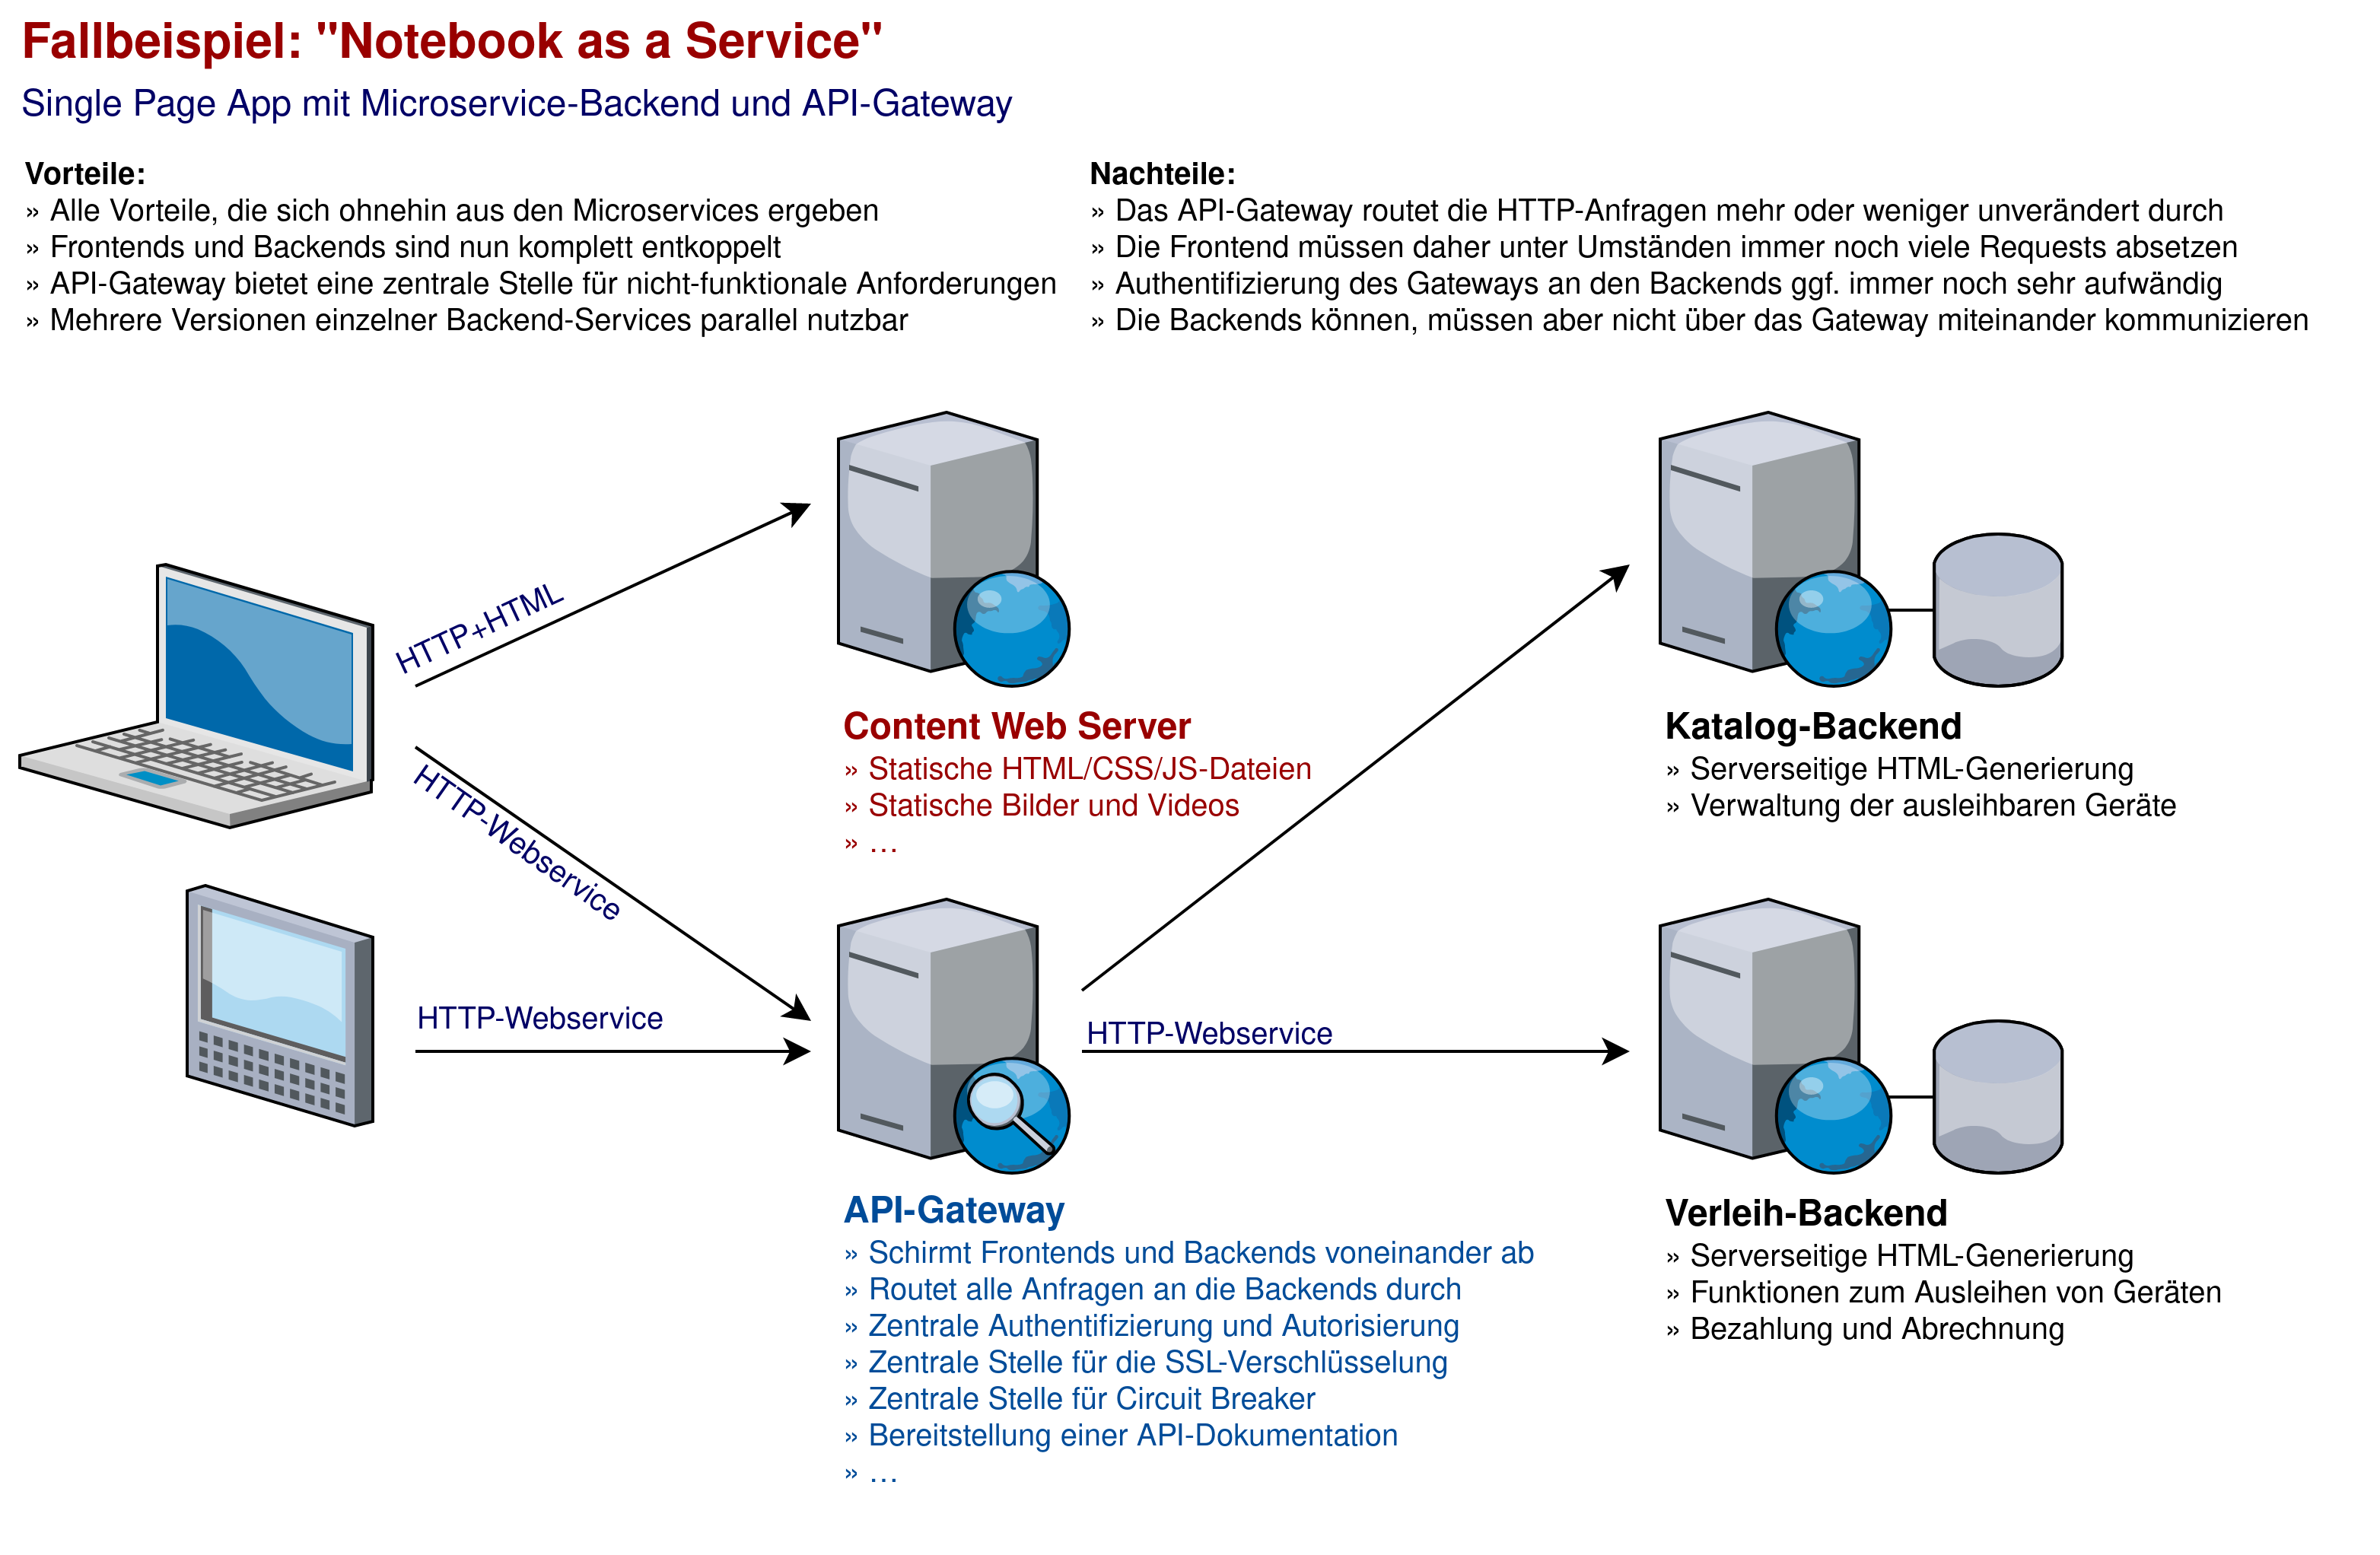 Fallbeispiel: "Notebook as a Service"
Single Page App mit Microservice-Backend und API-Gateway
Vorteile:
» Alle Vorteile, die sich ohnehin aus den Microservices ergeben
» Frontends und Backends sind nun komplett entkoppelt
» API-Gateway bietet eine zentrale Stelle für nicht-funktionale Anforderungen
» Mehrere Versionen einzelner Backend-Services parallel nutzbar
Nachteile:
» Das API-Gateway routet die HTTP-Anfragen mehr oder weniger unverändert durch
» Die Frontend müssen daher unter Umständen immer noch viele Requests absetzen
» Authentifizierung des Gateways an den Backends ggf. immer noch sehr aufwändig
» Die Backends können, müssen aber nicht über das Gateway miteinander kommunizieren
HTTP+HTML
HTTP-Webservice
HTTP-Webservice
Content Web Server
» Statische HTML/CSS/JS-Dateien
» Statische Bilder und Videos
» …
HTTP-Webservice
API-Gateway
» Schirmt Frontends und Backends voneinander ab
» Routet alle Anfragen an die Backends durch
» Zentrale Authentifizierung und Autorisierung
» Zentrale Stelle für die SSL-Verschlüsselung
» Zentrale Stelle für Circuit Breaker
» Bereitstellung einer API-Dokumentation
» …
Katalog-Backend
» Serverseitige HTML-Generierung
» Verwaltung der ausleihbaren Geräte
Verleih-Backend
» Serverseitige HTML-Generierung
» Funktionen zum Ausleihen von Geräten
» Bezahlung und Abrechnung